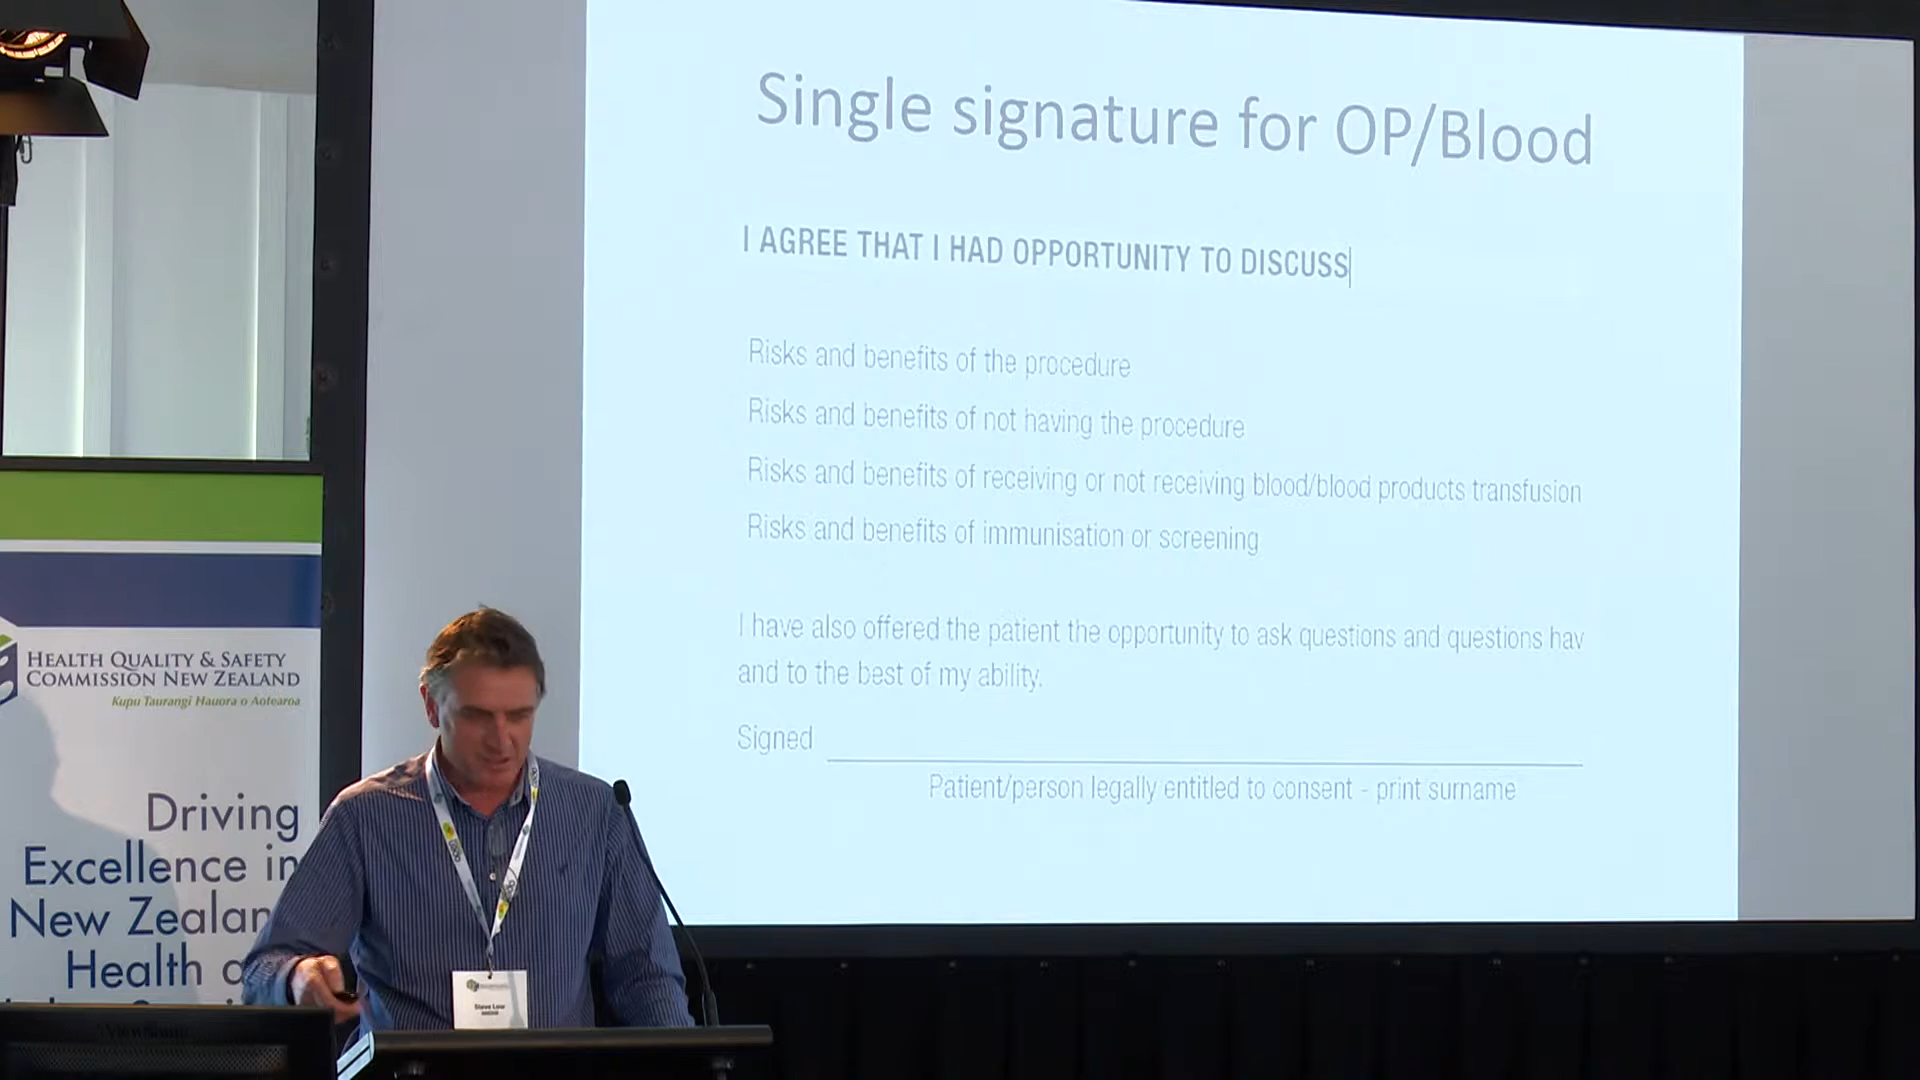 Single signature for OP/Blood
I AGREE THAT I HAD OPPORTUNITY TO DISCUSS
Risks and benefits of the procedure
Risks and benefits of not having the procedure
Risks and benefits of receiving or not receiving blood/blood products transfusion
Risks and benefits of immunisation or screening
I have also offered the patient the opportunity to ask questions and questions hav
and to the best of my ability.
Signed
Patient/person legally entitled to consent - print surname
HEALTH QUALITY & SAFETY
COMMISSION NEW ZEALAND
Kupu Taurangi Hauora o Aotearoa
Driving
Excellence in
New Zealan
Health a
Steve Low
ViewSonic